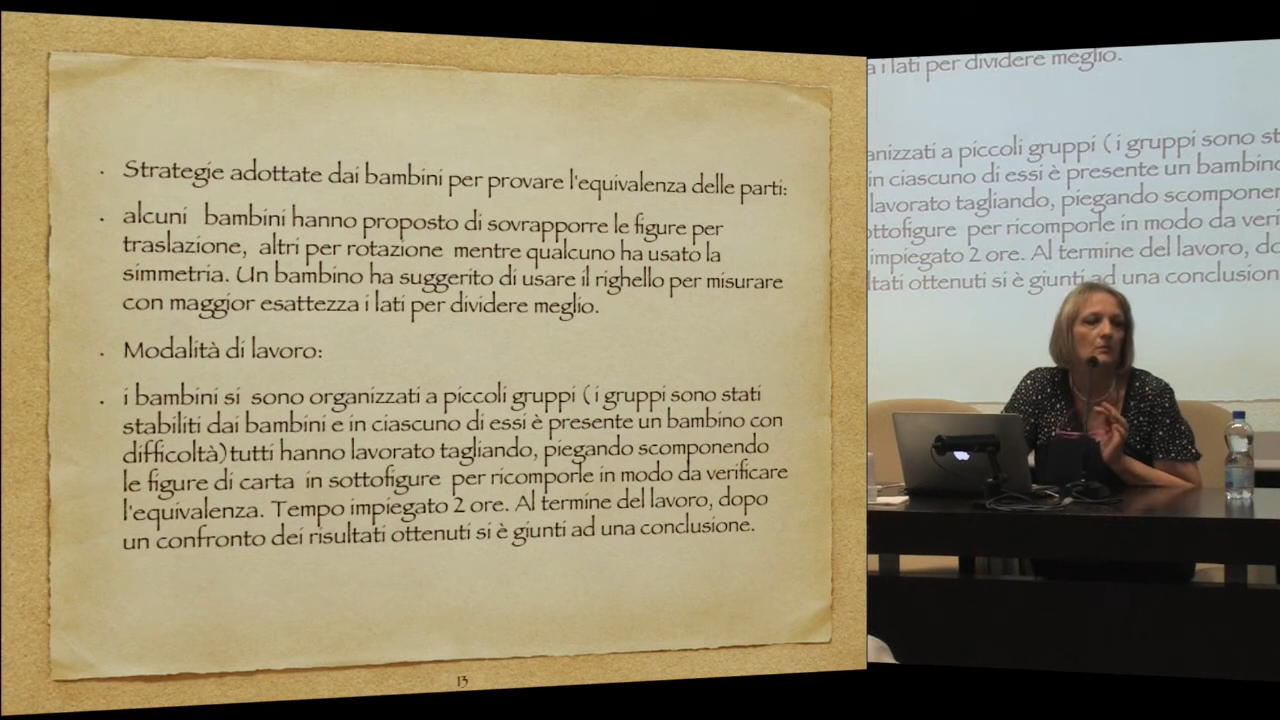 . Strategie adottate dai bambini per provare l'equivalenza delle parti:
. alcuni bambini hanno proposto di sovrapporre le figure per
traslazione, altri per rotazione mentre qualcuno ha usato la
simmetria. Un bambino ha suggerito di usare il righello per misurare
con maggior esattezza i lati per dividere meglio.
. Modalità di lavoro:
. i bambini si sono organizzati a piccoli gruppi ( i gruppi sono stati
stabiliti dai bambini e in ciascuno di essi è presente un bambino con
difficoltà) tutti hanno lavorato tagliando, piegando scomponendo
le figure di carta in sottofigure per ricomporle in modo da verificare
l'equivalenza. Tempo impiegato 2 ore. Al termine del lavoro, dopo
un confronto dei risultati ottenuti si è giunti ad una conclusione.
13
a i lati per dividere meglio.
anizzati a piccoli gruppi ( i gruppi sono st
in ciascuno di essi è presente un bambino
lavorato tagliando, piegando scomponen
ottofigure per ricomporle in modo da veri
impiegato 2 ore. Al termine del lavoro, do
ltati ottenuti si è giunti ad una conclusion